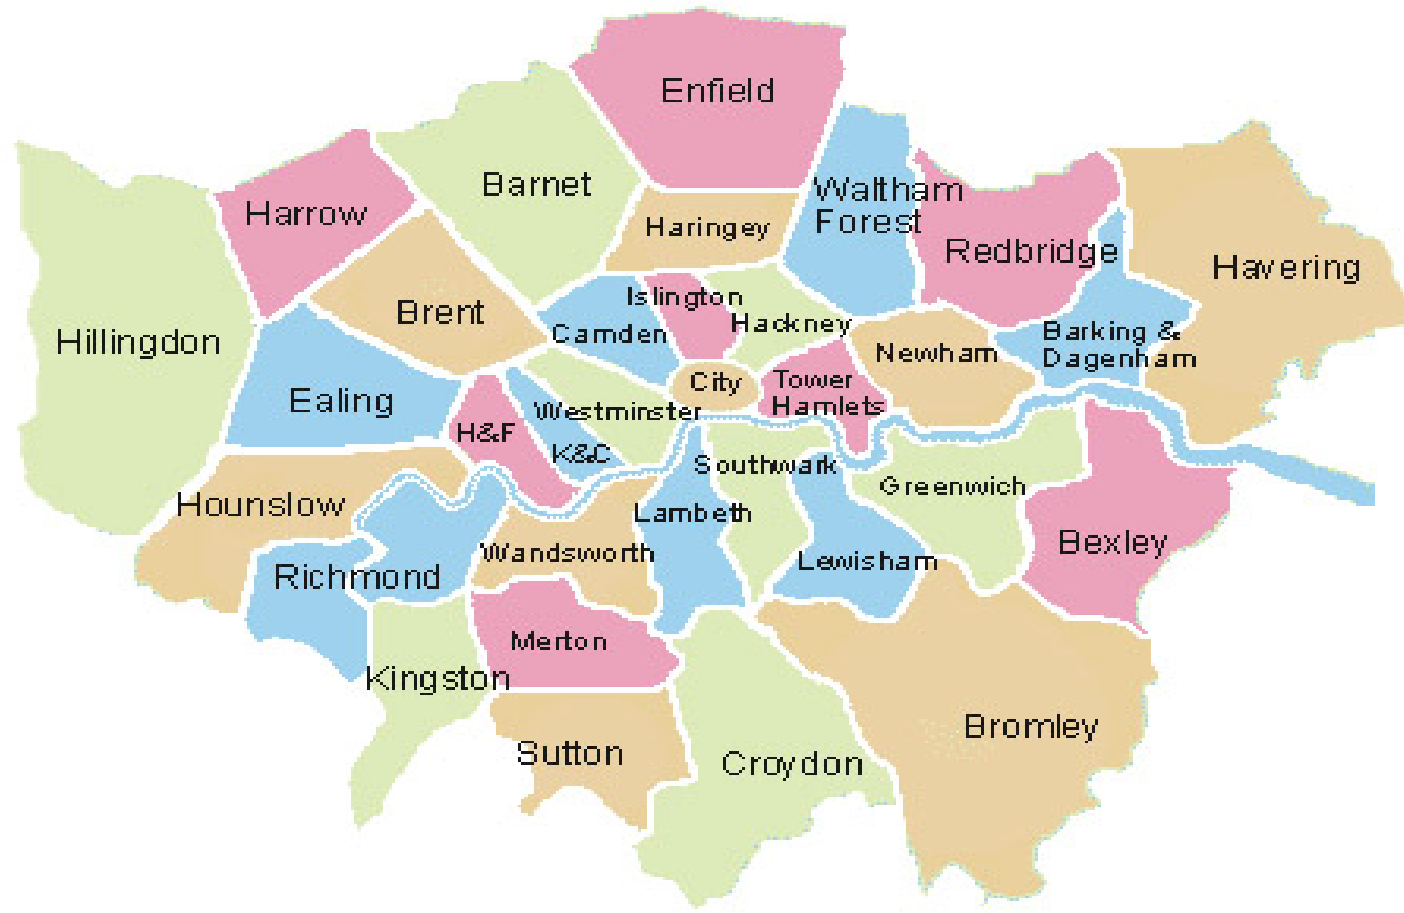 Enfield
Barnet
Harrow
Haringey
Waltham
Forest
Redbridge
Havering
Hillingdon
Brent
Islington
Camden
Hackney
Newham
Barking &
Dagenham
Ealing
City
Tower
Hamlets
Westminster
H&F
K&C
Southwark
Greenwich
Hounslow
Lambeth
Bexley
Wandsworth
Lewisham
Richmond
Merton
Kingston
Sutton
Croydon
Bromley